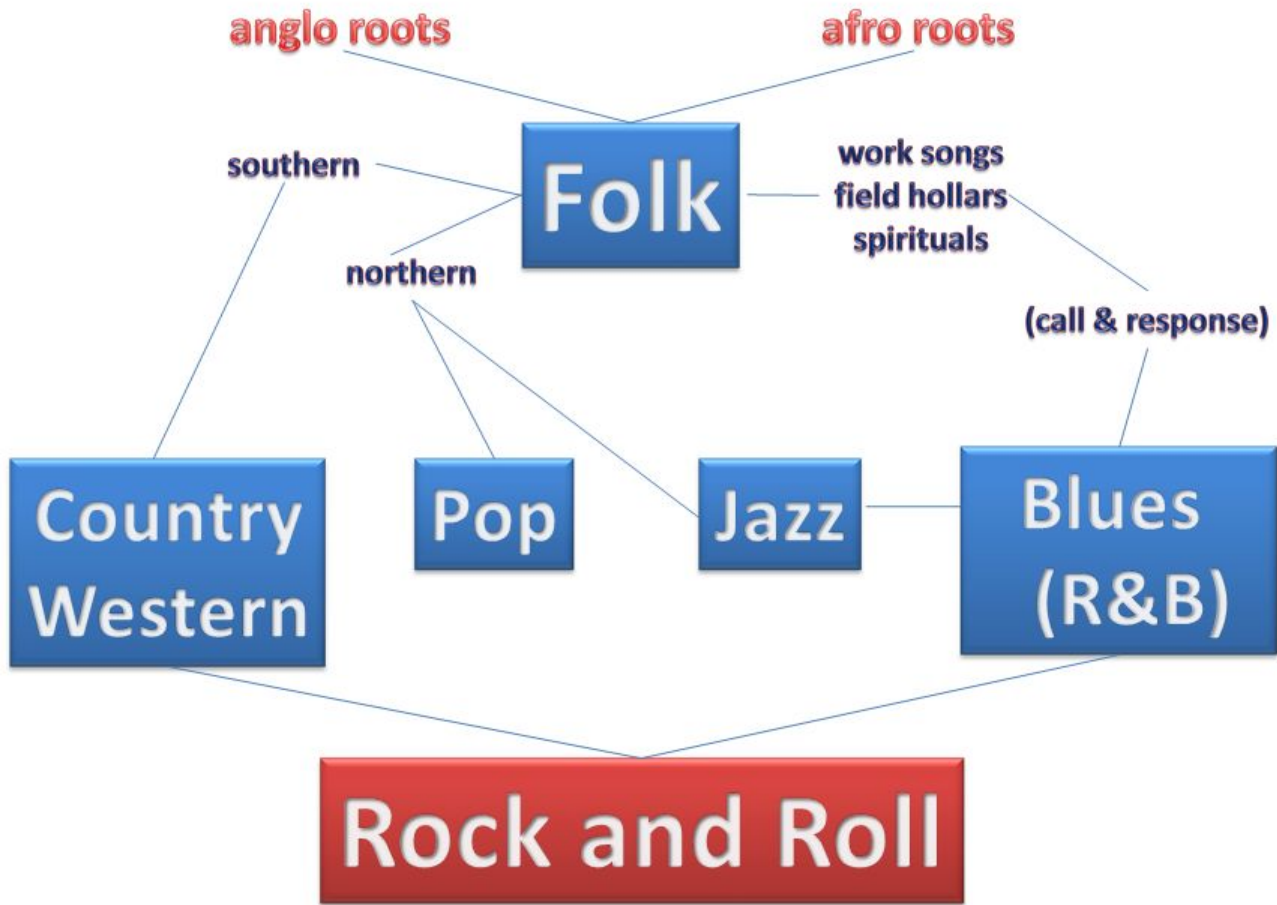 anglo roots
afro roots
Folk
southern
work songs
field hollars
spirituals
northern
(call & response)
Country
Western
Pop
Jazz
Blues
(R&B)
Rock and Roll